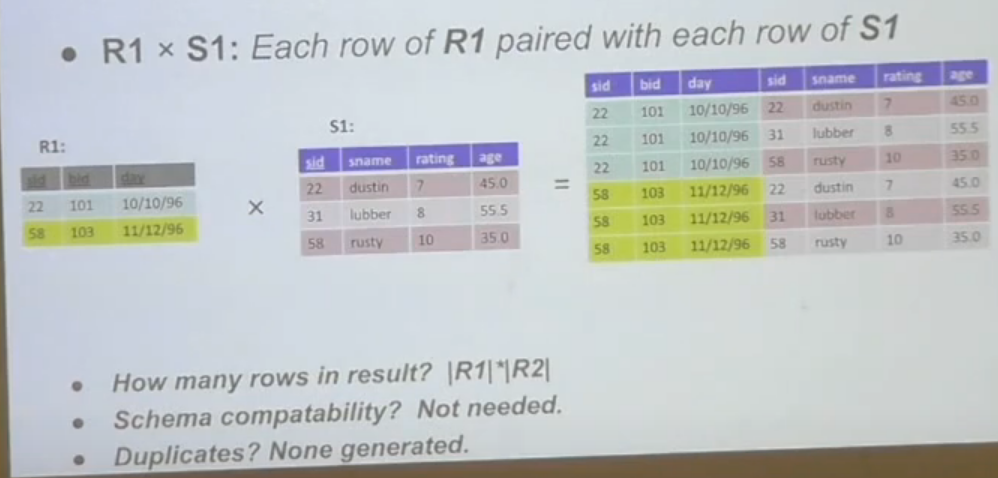 • R1 × S1: Each row of R1 paired with each row of S1
R1:
sid bid day
22 101 10/10/96
58 103 11/12/96
×
S1:
sid sname rating age
22 dustin 7 45.0
31 lubber 8 55.5
58 rusty 10 35.0
=
sid bid day sid sname rating age
22 101 10/10/96 22 dustin 7 45.0
22 101 10/10/96 31 lubber 8 55.5
22 101 10/10/96 58 rusty 10 35.0
58 103 11/12/96 22 dustin 7 45.0
58 103 11/12/96 31 lubber 8 55.5
58 103 11/12/96 58 rusty 10 35.0
• How many rows in result? |R1|*|R2|
• Schema compatability? Not needed.
• Duplicates? None generated.